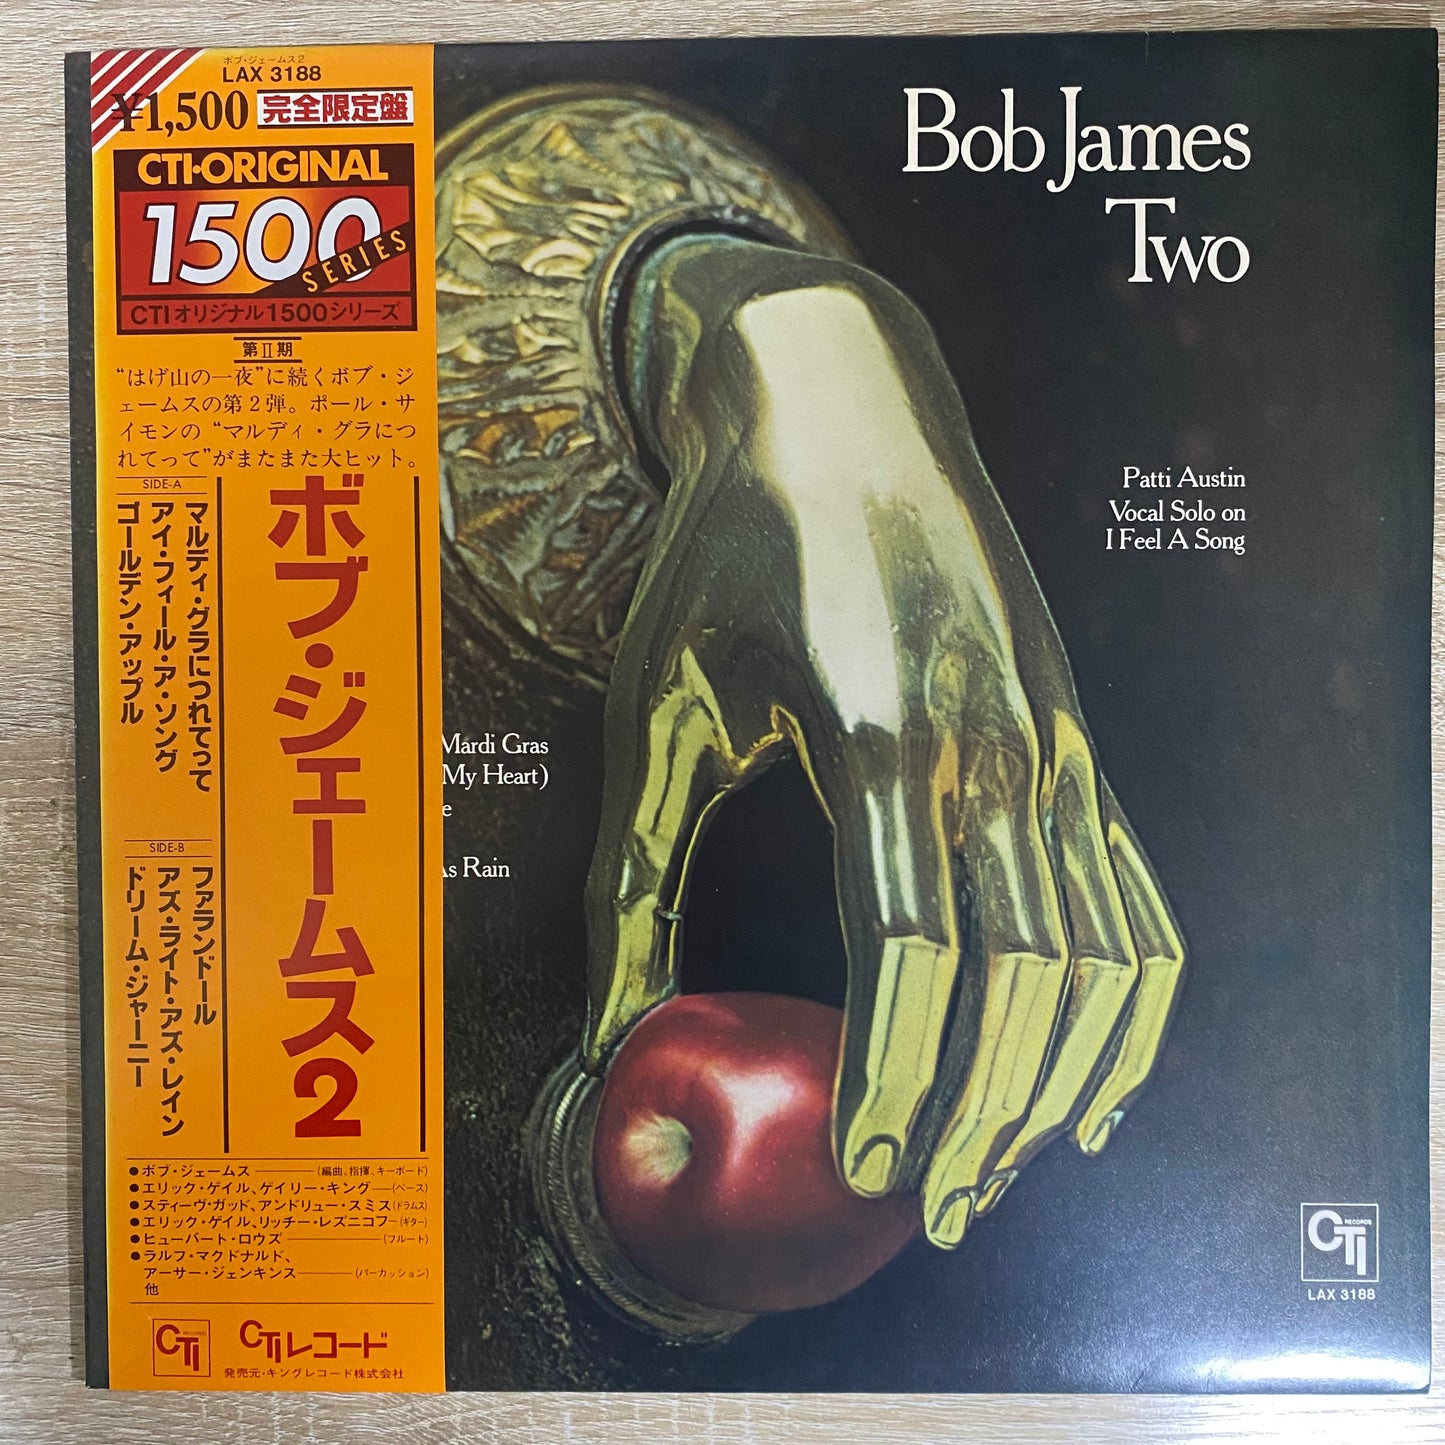 ボブ・ジェームス2
LAX 3188
¥1,500 完全限定盤
CTI・ORIGINAL
1500
SERIES
CTIオリジナル1500シリーズ
第II期
“はげ山の一夜”に続くボブ・ジ
ェームスの第2弾。ポール・サ
イモンの“マルディ・グラにつ
れてって”がまたまた大ヒット。
SIDE-A
マルディ・グラにつれてって
アイ・フィール・ア・ソング
ゴールデン・アップル
SIDE-B
ファランドール
アズ・ライト・アズ・レイン
ドリーム・ジャーニー
ボブ・ジェームス2
●ボブ・ジェームス——(編曲、指揮、キーボード)
●エリック・ゲイル、ゲイリー・キング—(ベース)
●スティーヴ・ガッド、アンドリュー・スミス(ドラムス)
●エリック・ゲイル、リッチー・レズニコフ—(ギター)
●ヒューバート・ロウズ——(フルート)
●ラルフ・マクドナルド、
アーサー・ジェンキンス——(パーカッション)
他
CTI RECORDS
CTIレコード
発売元・キングレコード株式会社
Bob James
Two
Patti Austin
Vocal Solo on
I Feel A Song
Mardi Gras
My Heart)
e
As Rain
CTI RECORDS
LAX 3188